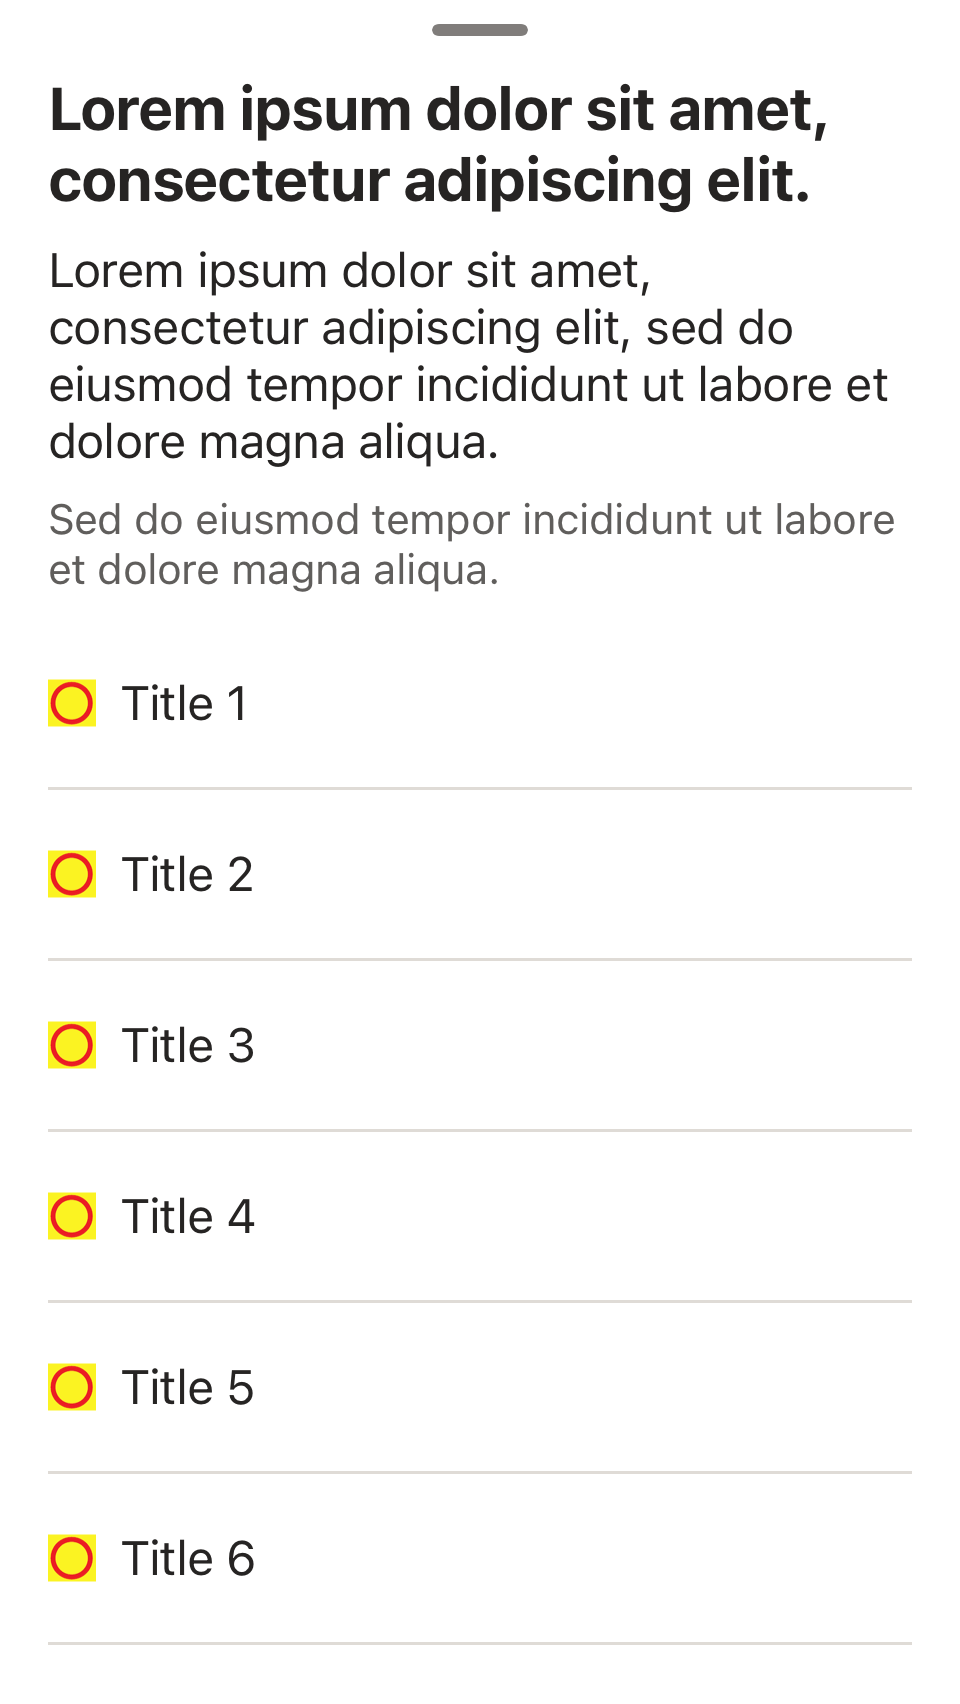 Lorem ipsum dolor sit amet,
consectetur adipiscing elit.
Lorem ipsum dolor sit amet,
consectetur adipiscing elit, sed do
eiusmod tempor incididunt ut labore et
dolore magna aliqua.
Sed do eiusmod tempor incididunt ut labore
et dolore magna aliqua.
Title 1
Title 2
Title 3
Title 4
Title 5
Title 6